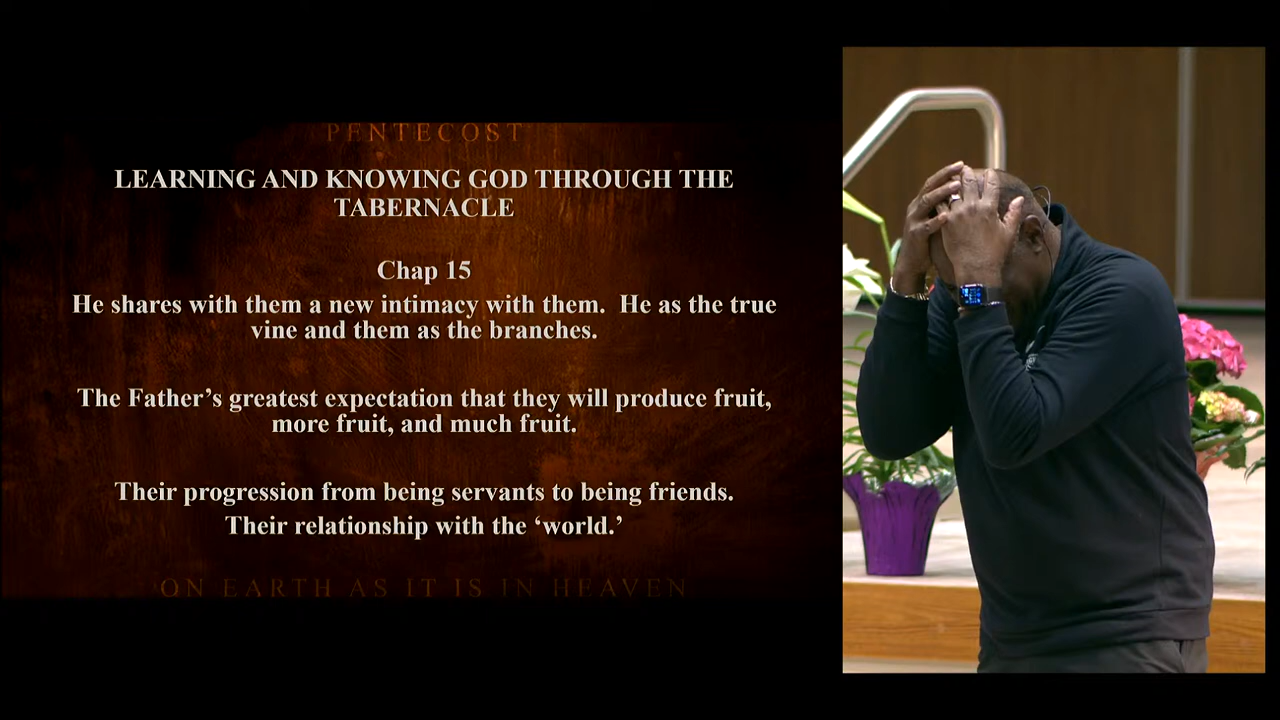 PENTECOST
LEARNING AND KNOWING GOD THROUGH THE
TABERNACLE
Chap 15
He shares with them a new intimacy with them.  He as the true
vine and them as the branches.
The Father’s greatest expectation that they will produce fruit,
more fruit, and much fruit.
Their progression from being servants to being friends.
Their relationship with the ‘world.’
ON EARTH AS IT IS IN HEAVEN